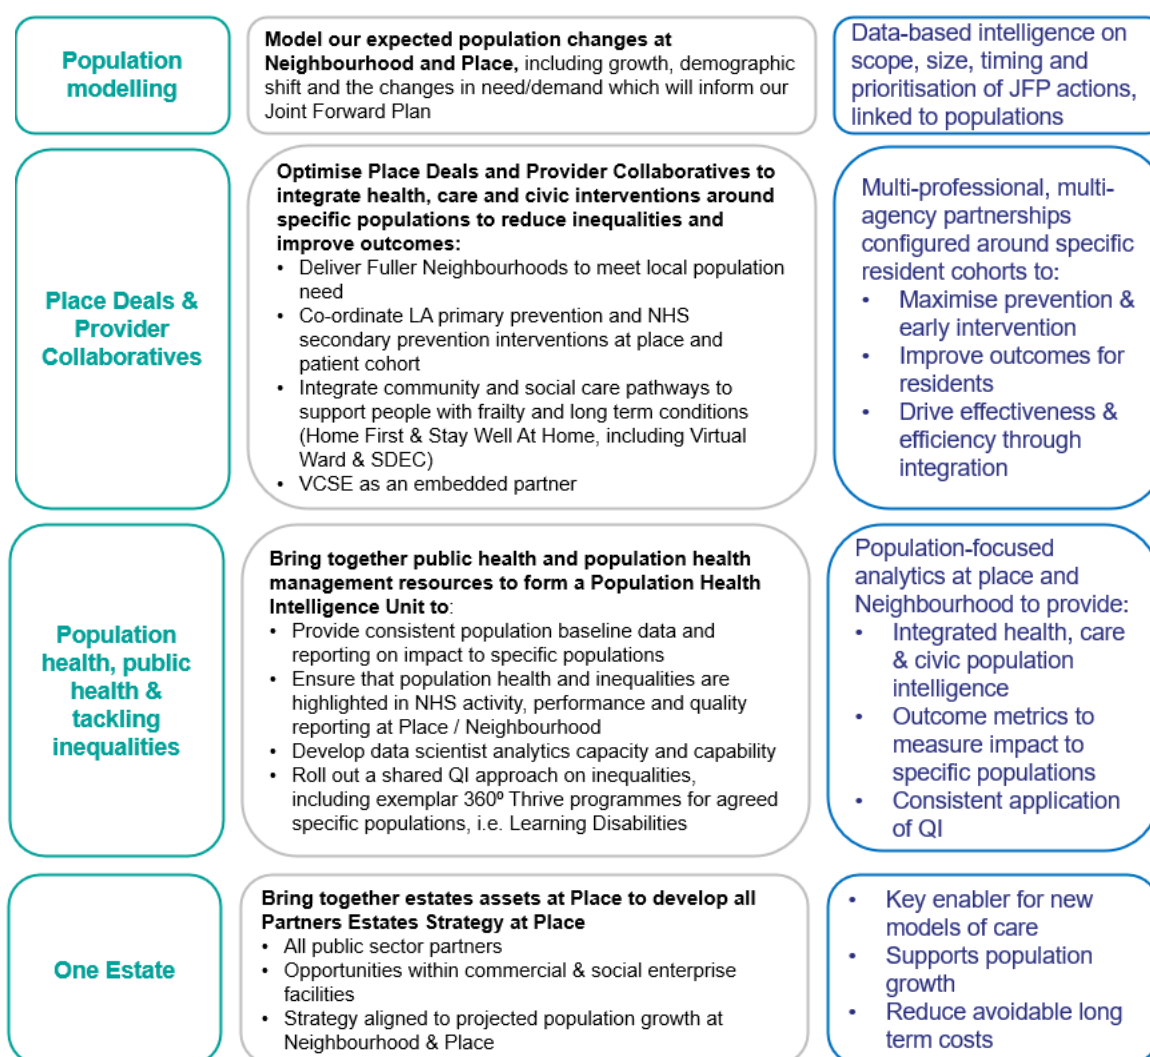 Population
modelling
Model our expected population changes at
Neighbourhood and Place, including growth, demographic
shift and the changes in need/demand which will inform our
Joint Forward Plan
Data-based intelligence on
scope, size, timing and
prioritisation of JFP actions,
linked to populations
Place Deals &
Provider
Collaboratives
Optimise Place Deals and Provider Collaboratives to
integrate health, care and civic interventions around
specific populations to reduce inequalities and
improve outcomes:
• Deliver Fuller Neighbourhoods to meet local population
need
• Co-ordinate LA primary prevention and NHS
secondary prevention interventions at place and
patient cohort
• Integrate community and social care pathways to
support people with frailty and long term conditions
(Home First & Stay Well At Home, including Virtual
Ward & SDEC)
• VCSE as an embedded partner
Multi-professional, multi-
agency partnerships
configured around specific
resident cohorts to:
• Maximise prevention &
early intervention
• Improve outcomes for
residents
• Drive effectiveness &
efficiency through
integration
Population
health, public
health &
tackling
inequalities
Bring together public health and population health
management resources to form a Population Health
Intelligence Unit to:
• Provide consistent population baseline data and
reporting on impact to specific populations
• Ensure that population health and inequalities are
highlighted in NHS activity, performance and quality
reporting at Place / Neighbourhood
• Develop data scientist analytics capacity and capability
• Roll out a shared QI approach on inequalities,
including exemplar 360º Thrive programmes for agreed
specific populations, i.e. Learning Disabilities
Population-focused
analytics at place and
Neighbourhood to provide:
• Integrated health, care
& civic population
intelligence
• Outcome metrics to
measure impact to
specific populations
• Consistent application
of QI
One Estate
Bring together estates assets at Place to develop all
Partners Estates Strategy at Place
• All public sector partners
• Opportunities within commercial & social enterprise
facilities
• Strategy aligned to projected population growth at
Neighbourhood & Place
• Key enabler for new
models of care
• Supports population
growth
• Reduce avoidable long
term costs